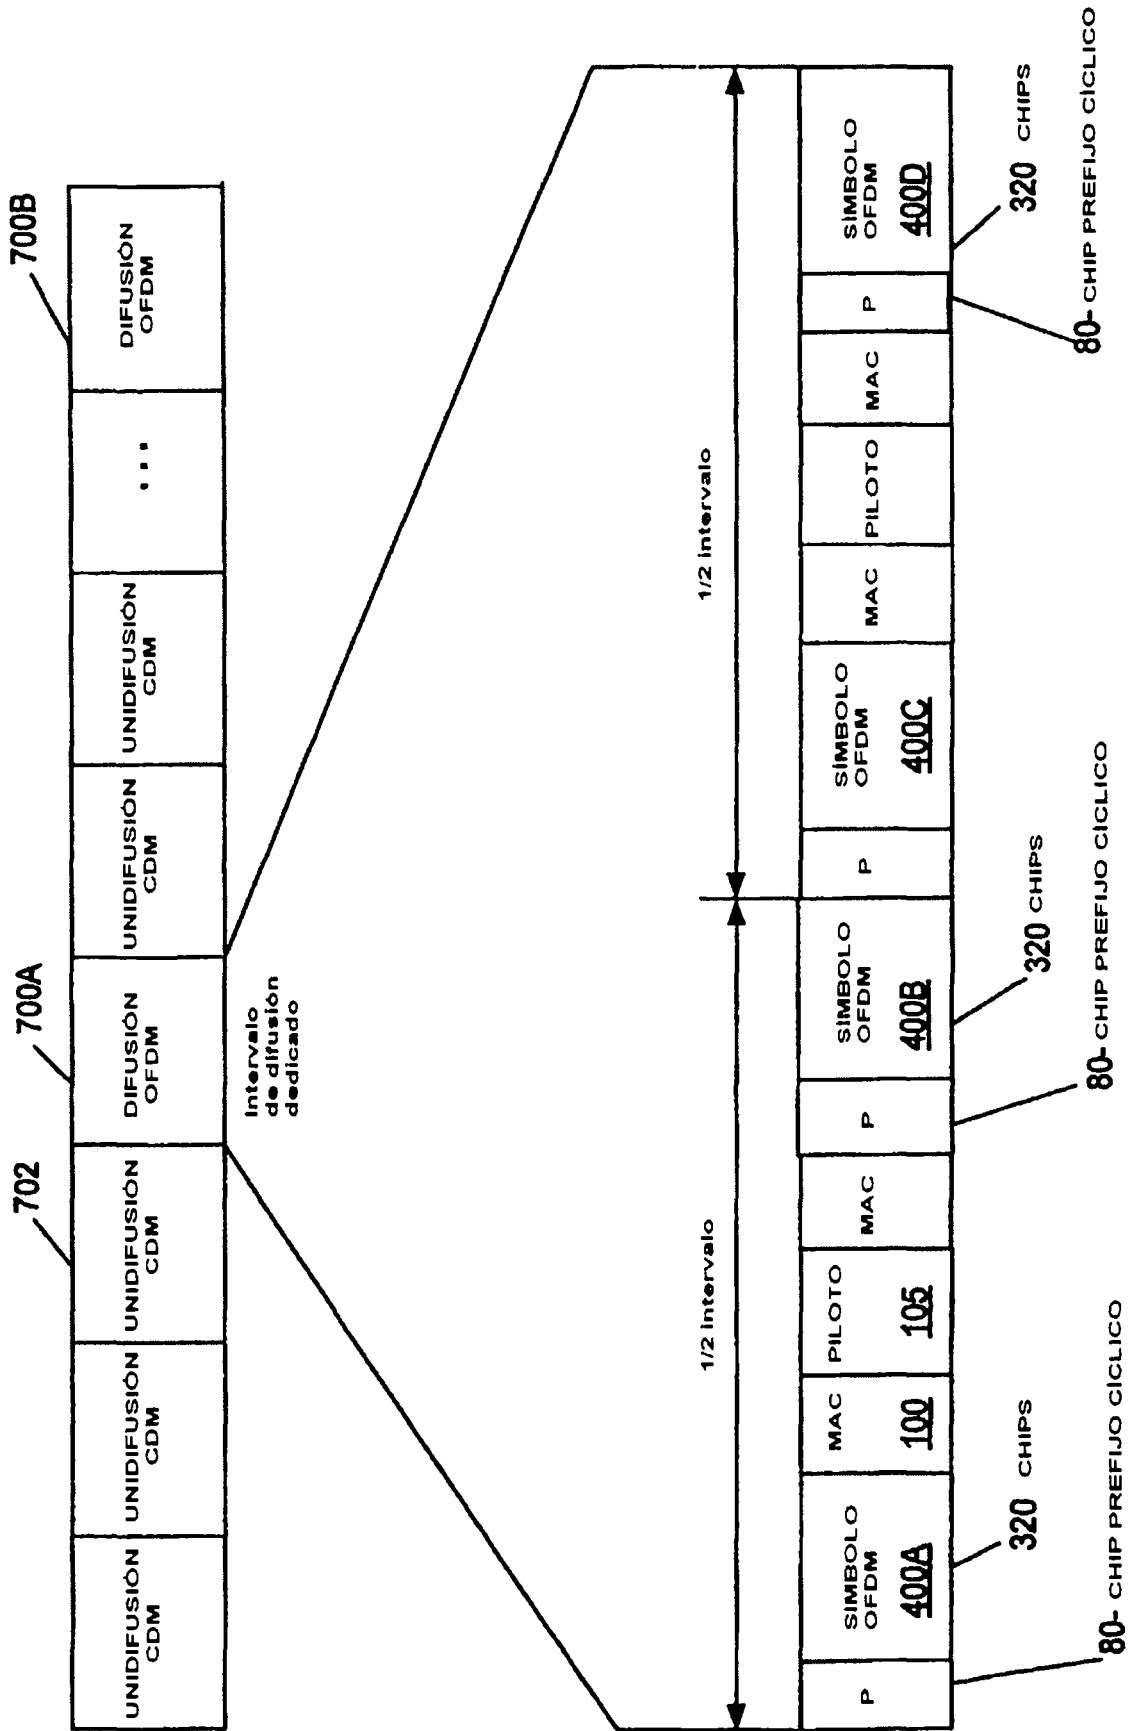 702
700A
700B
UNIDIFUSIÓN
CDM
UNIDIFUSIÓN
CDM
UNIDIFUSIÓN
CDM
DIFUSIÓN
OFDM
UNIDIFUSIÓN
CDM
UNIDIFUSIÓN
CDM
...
DIFUSIÓN
OFDM
Intervalo
de difusión
dedicado
1/2 intervalo
1/2 intervalo
P
SIMBOLO
OFDM
400A
MAC
100
PILOTO
105
MAC
P
SÍMBOLO
OFDM
400B
P
SÍMBOLO
OFDM
400C
MAC
PILOTO
MAC
P
SÍMBOLO
OFDM
400D
320 CHIPS
320 CHIPS
320 CHIPS
80- CHIP PREFIJO CÍCLICO
80- CHIP PREFIJO CÍCLICO
80- CHIP PREFIJO CÍCLICO